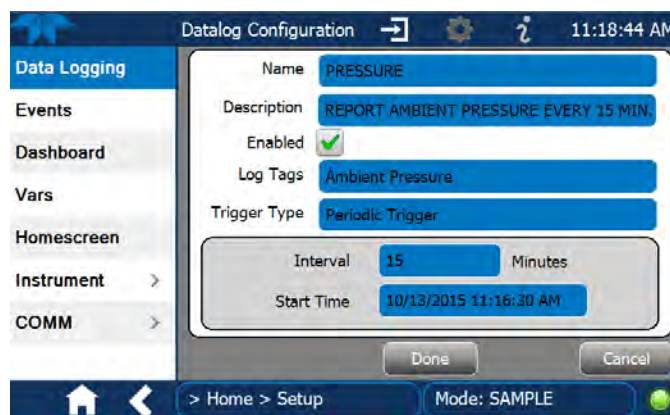 Datalog Configuration
11:18:44 AM
Data Logging
Events
Dashboard
Vars
Homescreen
Instrument >
COMM >
Name PRESSURE
Description REPORT AMBIENT PRESSURE EVERY 15 MIN.
Enabled
Log Tags Ambient Pressure
Trigger Type Periodic Trigger
Interval 15 Minutes
Start Time 10/13/2015 11:16:30 AM
Done Cancel
> Home > Setup Mode: SAMPLE